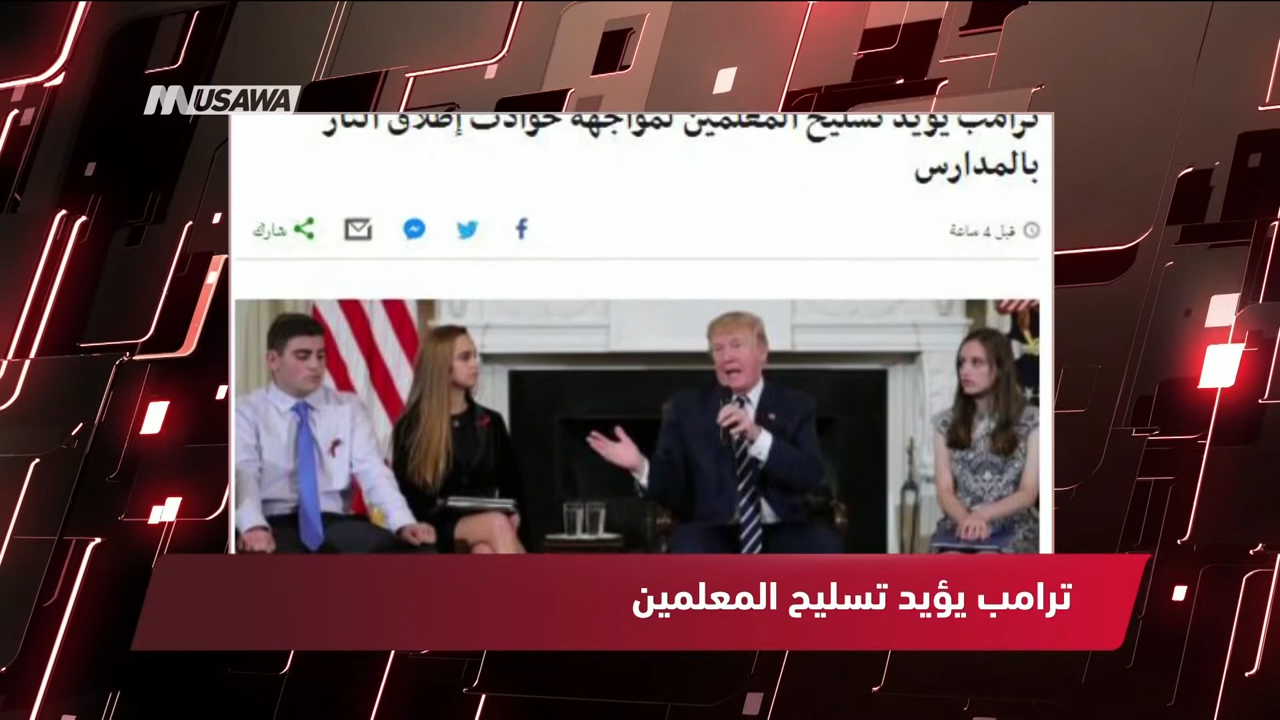 MUSAWA
ترامب يؤيد تسليح المعلمين لمواجهة حوادث إطلاق النار
بالمدارس
قبل 4 ساعة
شارك
ترامب يؤيد تسليح المعلمين